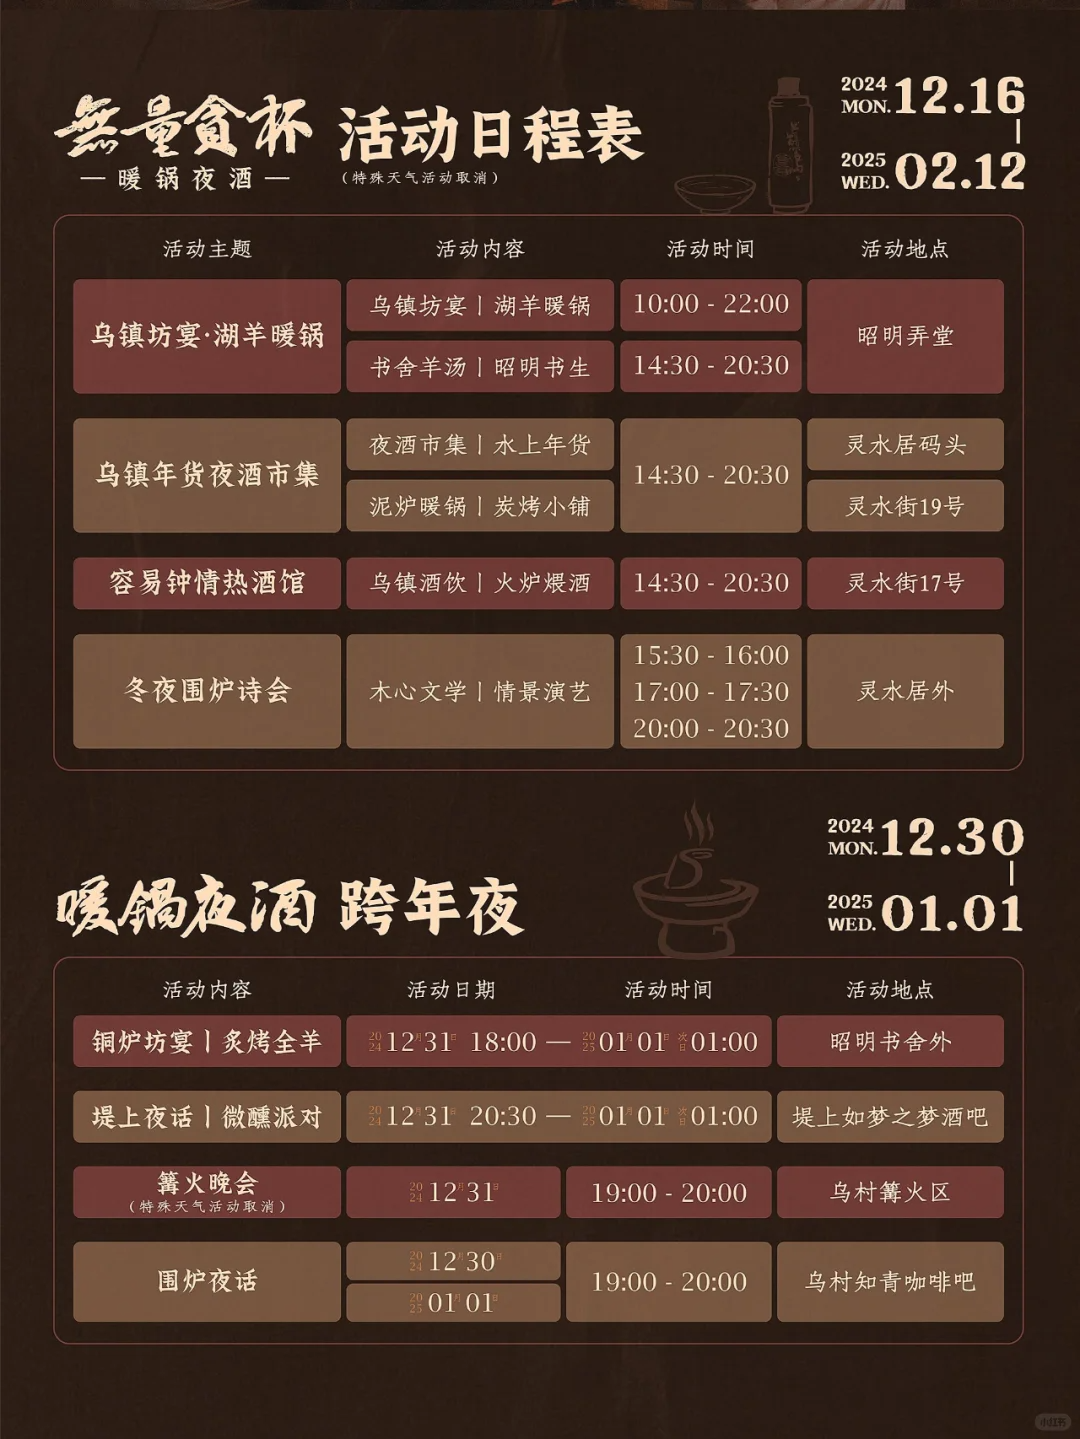 無量貪杯 活动日程表
— 暖锅夜酒 —
（特殊天气活动取消）
2024 MON. 12.16
2025 WED. 02.12
活动主题 活动内容 活动时间 活动地点
乌镇坊宴·湖羊暖锅
乌镇坊宴丨湖羊暖锅 10:00 - 22:00
书舍羊汤丨昭明书生 14:30 - 20:30
昭明弄堂
乌镇年货夜酒市集
夜酒市集丨水上年货
泥炉暖锅丨炭烤小铺
14:30 - 20:30
灵水居码头
灵水街19号
容易钟情热酒馆 乌镇酒饮丨火炉煨酒 14:30 - 20:30 灵水街17号
冬夜围炉诗会 木心文学丨情景演艺
15:30 - 16:00
17:00 - 17:30
20:00 - 20:30
灵水居外
暖鍋夜酒 跨年夜
2024 MON. 12.30
2025 WED. 01.01
活动内容 活动日期 活动时间 活动地点
铜炉坊宴丨炙烤全羊 2024 12月31日 18:00 — 2025 01月01日 次日 01:00 昭明书舍外
堤上夜话丨微醺派对 2024 12月31日 20:30 — 2025 01月01日 次日 01:00 堤上如梦之梦酒吧
篝火晚会
（特殊天气活动取消）
2024 12月31日 19:00 - 20:00 乌村篝火区
围炉夜话
2024 12月30日
2025 01月01日
19:00 - 20:00 乌村知青咖啡吧
小红书